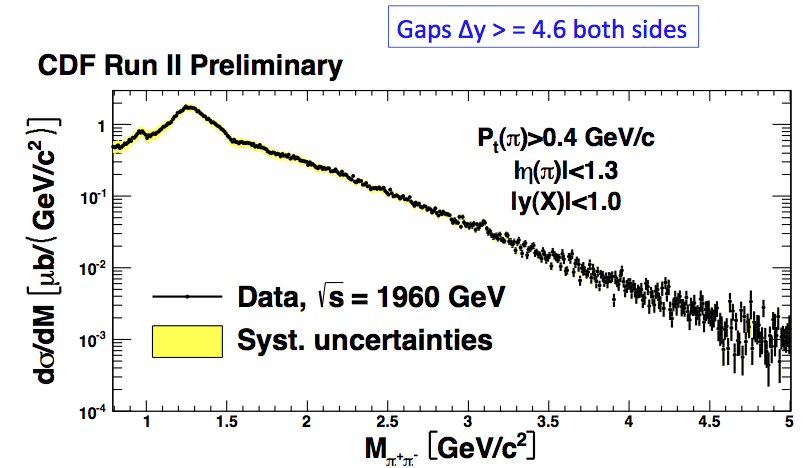 Gaps Δy > = 4.6 both sides
CDF Run II Preliminary
dσ/dM [μb/(GeV/c²)]
1
10⁻¹
10⁻²
10⁻³
10⁻⁴
Pₜ(π)>0.4 GeV/c
|η(π)|<1.3
|y(X)|<1.0
Data, √s = 1960 GeV
Syst. uncertainties
1 1.5 2 2.5 3 3.5 4 4.5 5
M π⁺π⁻ [GeV/c²]